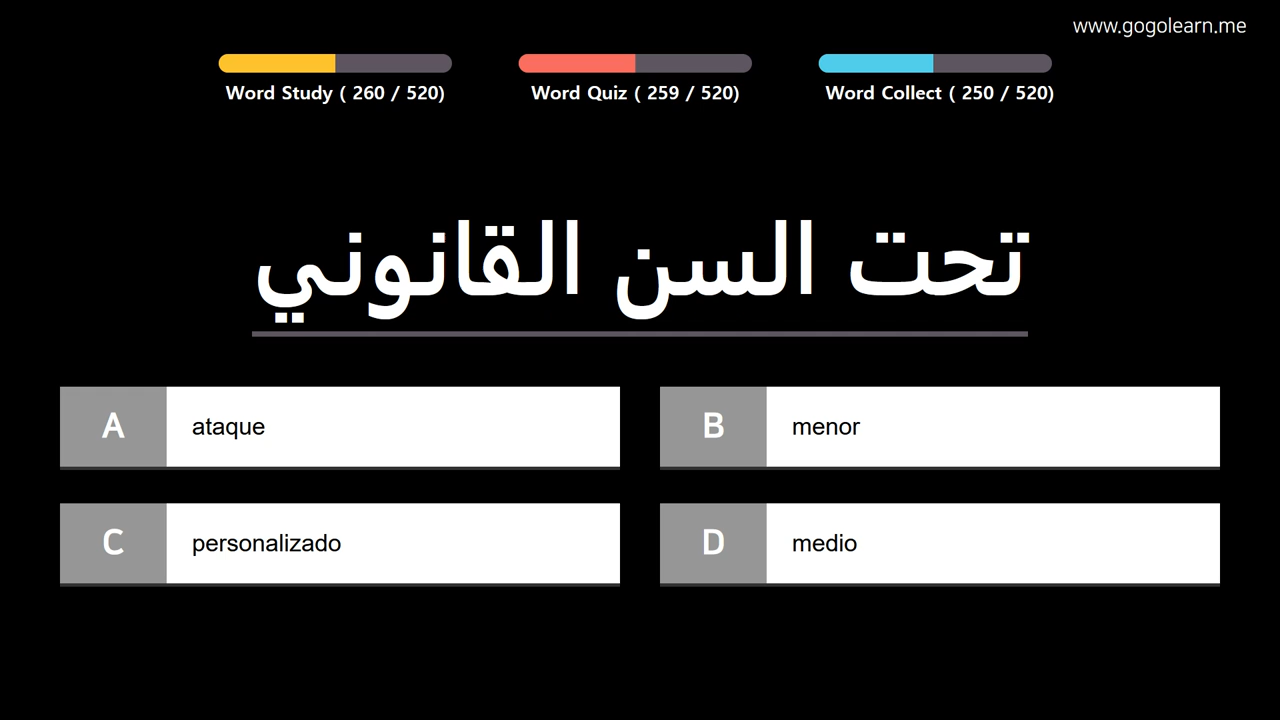 www.gogolearn.me
Word Study ( 260 / 520)
Word Quiz ( 259 / 520)
Word Collect ( 250 / 520)
تحت السن القانوني
A ataque
B menor
C personalizado
D medio